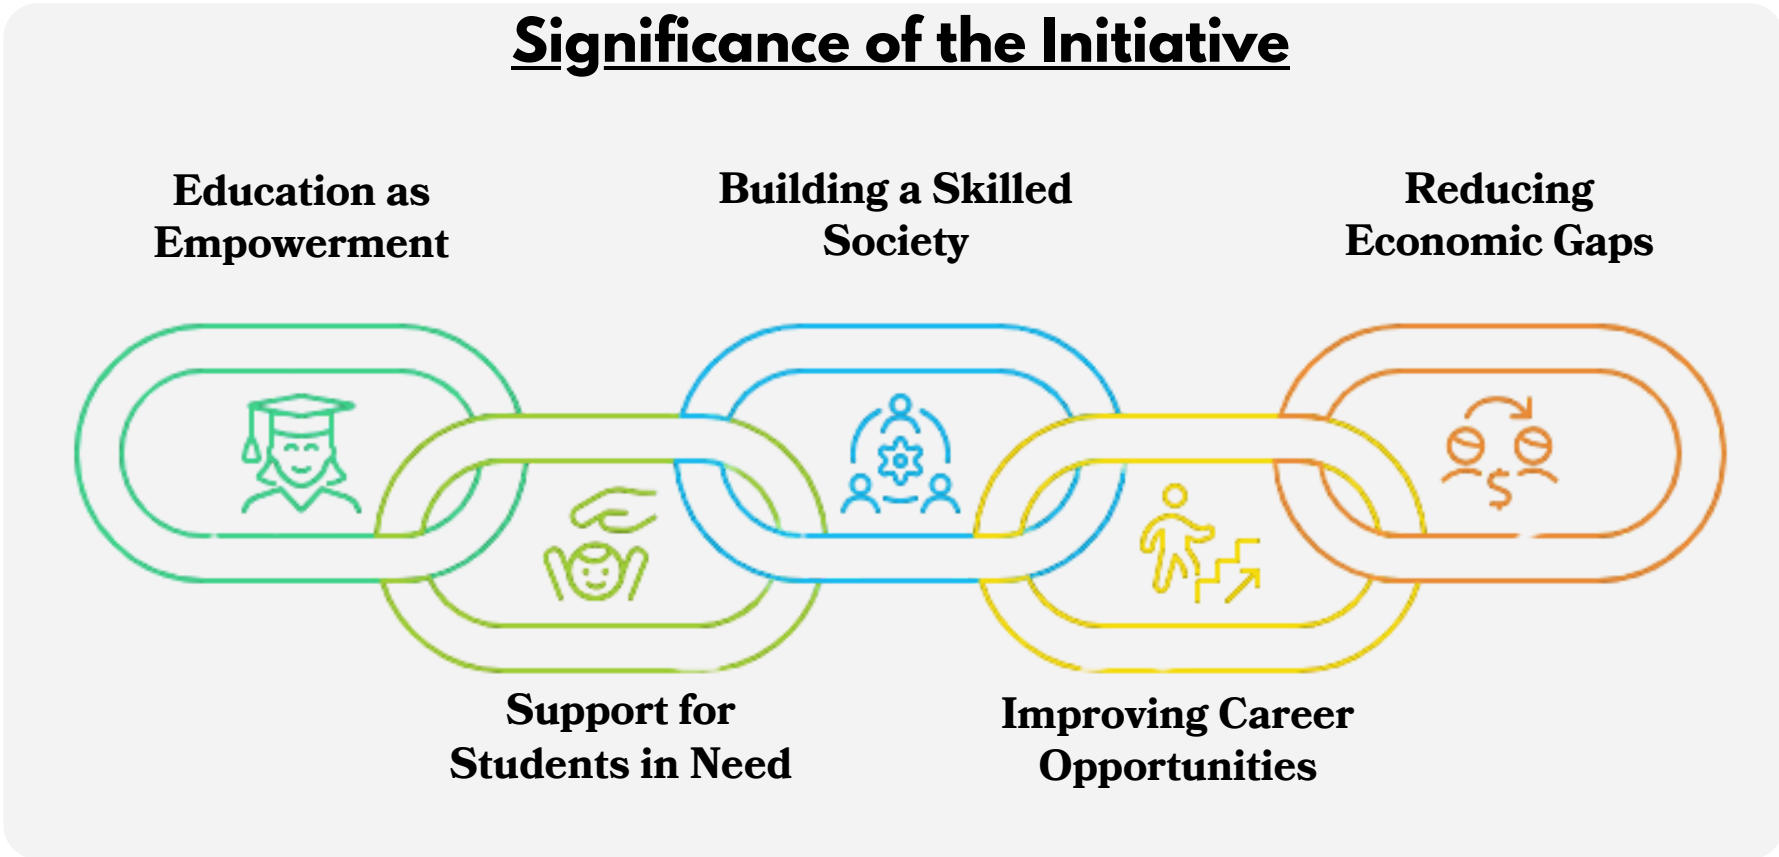 Significance of the Initiative
Education as
Empowerment
Building a Skilled
Society
Reducing
Economic Gaps
$
Support for
Students in Need
Improving Career
Opportunities